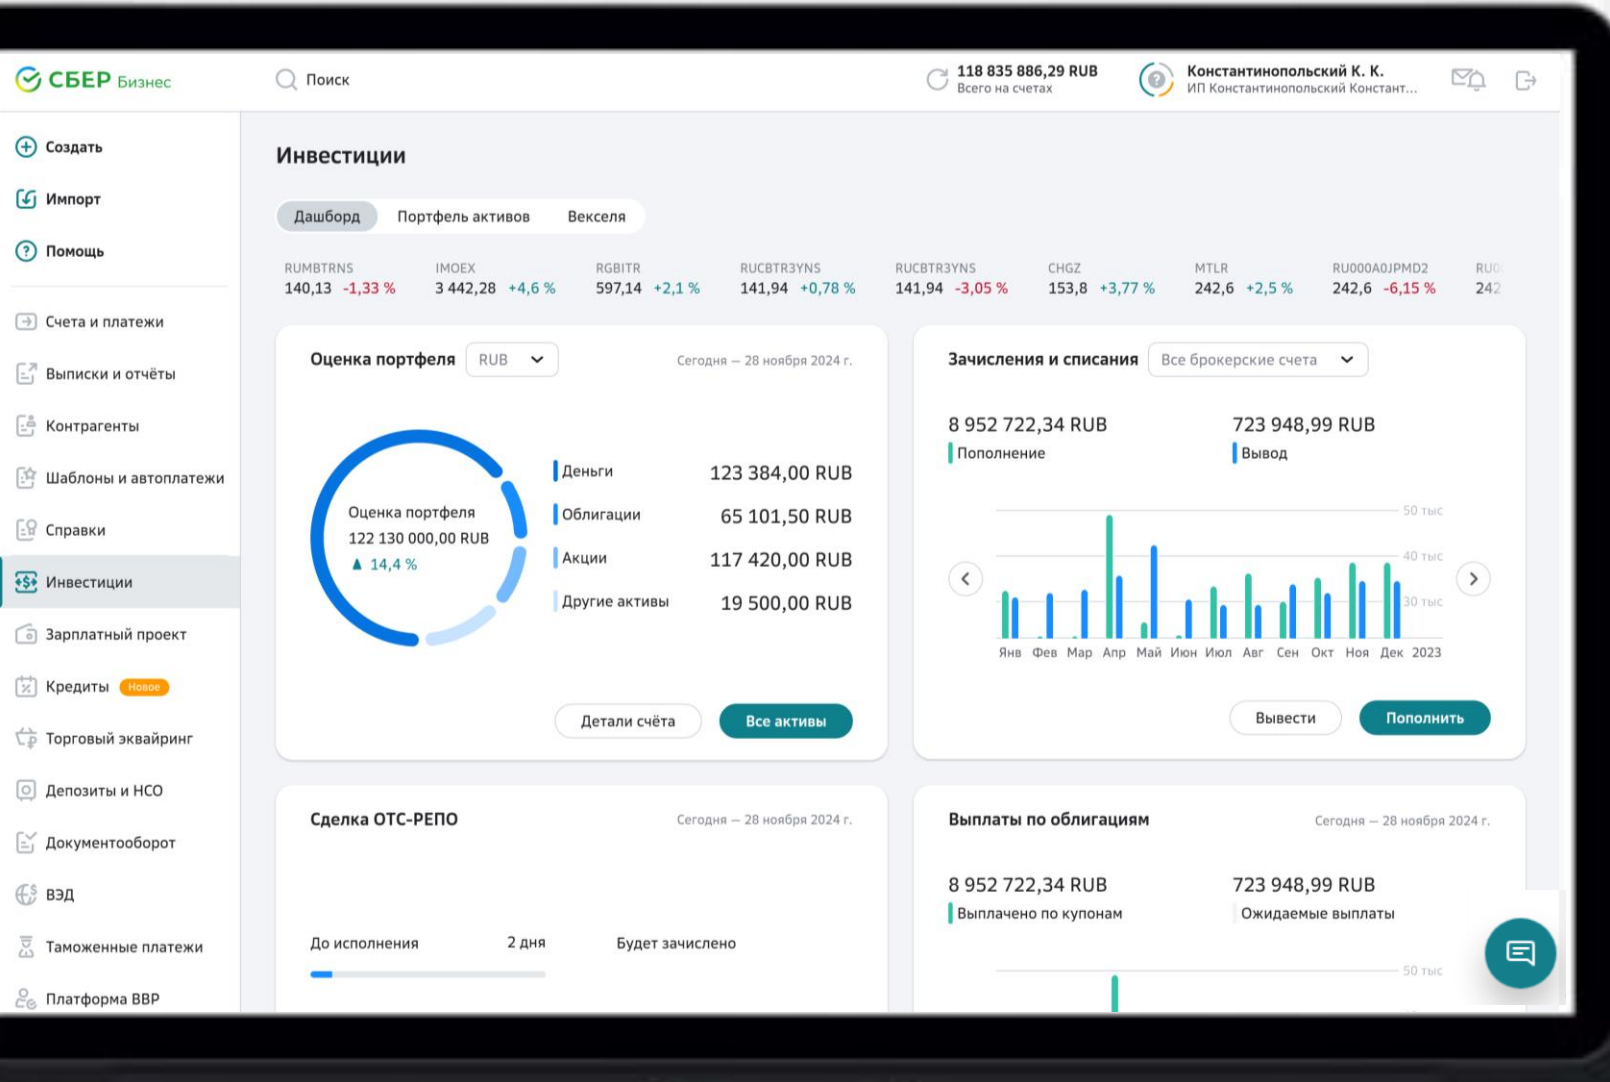 СБЕР Бизнес
Поиск
118 835 886,29 RUB
Всего на счетах
Константинопольский К. К.
ИП Константинопольский Констант...
Создать
Импорт
Помощь
Счета и платежи
Выписки и отчёты
Контрагенты
Шаблоны и автоплатежи
Справки
Инвестиции
Зарплатный проект
Кредиты Новое
Торговый эквайринг
Депозиты и НСО
Документооборот
ВЭД
Таможенные платежи
Платформа ВВР
Инвестиции
Дашборд Портфель активов Векселя
RUMBTRNS IMOEX RGBITR RUCBTR3YNS RUCBTR3YNS CHGZ MTLR RU000A0JPMD2 RU0
140,13 -1,33 % 3 442,28 +4,6 % 597,14 +2,1 % 141,94 +0,78 % 141,94 -3,05 % 153,8 +3,77 % 242,6 +2,5 % 242,6 -6,15 % 242
Оценка портфеля RUB Сегодня — 28 ноября 2024 г.
Оценка портфеля
122 130 000,00 RUB
▲ 14,4 %
Деньги 123 384,00 RUB
Облигации 65 101,50 RUB
Акции 117 420,00 RUB
Другие активы 19 500,00 RUB
Детали счёта Все активы
Зачисления и списания Все брокерские счета
8 952 722,34 RUB 723 948,99 RUB
Пополнение Вывод
50 тыс
40 тыс
30 тыс
Янв Фев Мар Апр Май Июн Июл Авг Сен Окт Ноя Дек 2023
Вывести Пополнить
Сделка ОТС-РЕПО Сегодня — 28 ноября 2024 г.
До исполнения 2 дня Будет зачислено
Выплаты по облигациям Сегодня — 28 ноября 2024 г.
8 952 722,34 RUB 723 948,99 RUB
Выплачено по купонам Ожидаемые выплаты
50 тыс